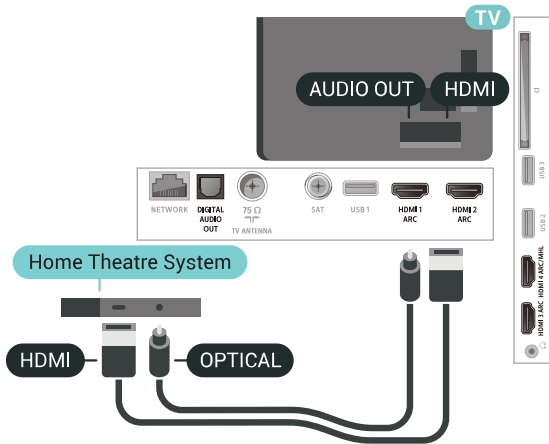 TV
AUDIO OUT
HDMI
CI
USB 3
USB 2
HDMI 4 ARC/MHL
HDMI 3 ARC
NETWORK
DIGITAL
AUDIO
OUT
75 Ω
TV ANTENNA
SAT
USB 1
HDMI 1
ARC
HDMI 2
ARC
Home Theatre System
HDMI
OPTICAL